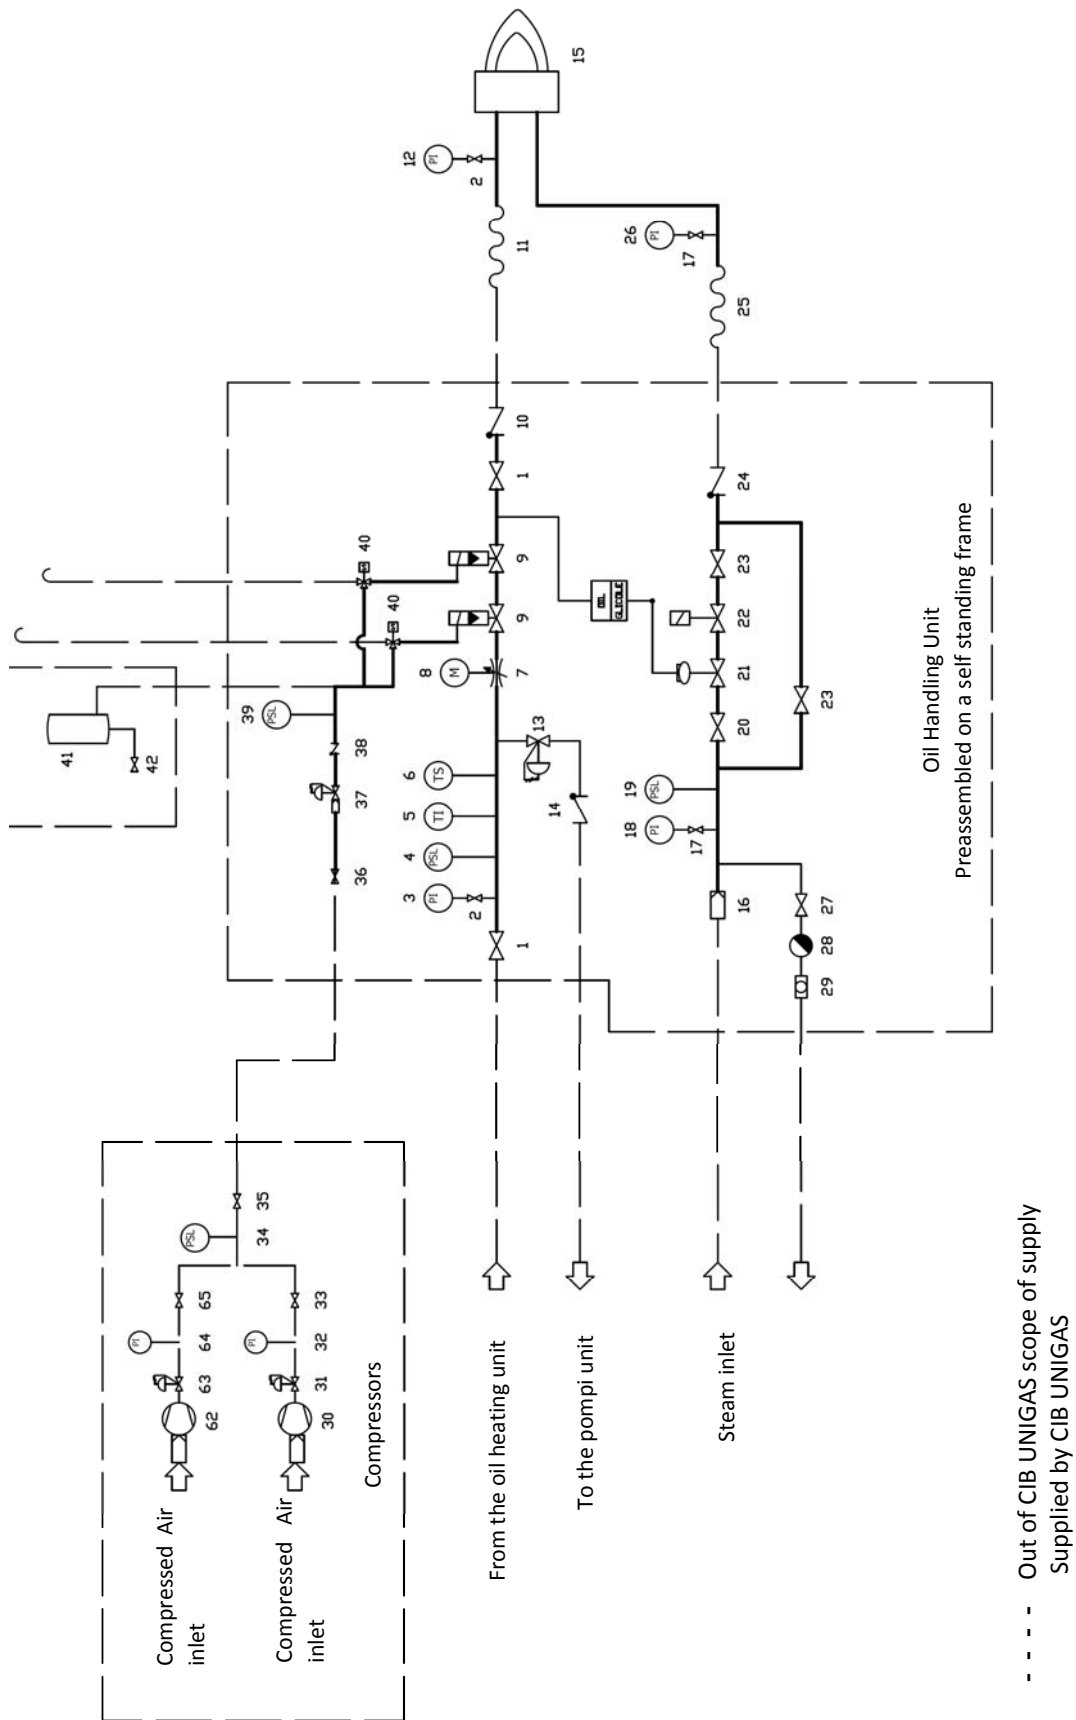 Compressed Air
inlet
Compressed Air
inlet
Compressors
62
63
PI
64
65
30
31
PI
32
33
PSL
34
35
41
42
36
37
38
39
PSL
40
M
40
M
From the oil heating unit
1
2
3
PI
4
PSL
5
TI
6
TS
7
8
M
9
9
1
10
11
2
12
PI
15
To the pompi unit
14
13
OIL
GLICOLE
Steam inlet
16
17
18
PI
19
PSL
20
21
22
23
24
25
17
26
PI
23
29
28
27
Oil Handling Unit
Preassembled on a self standing frame
- - - - Out of CIB UNIGAS scope of supply
Supplied by CIB UNIGAS